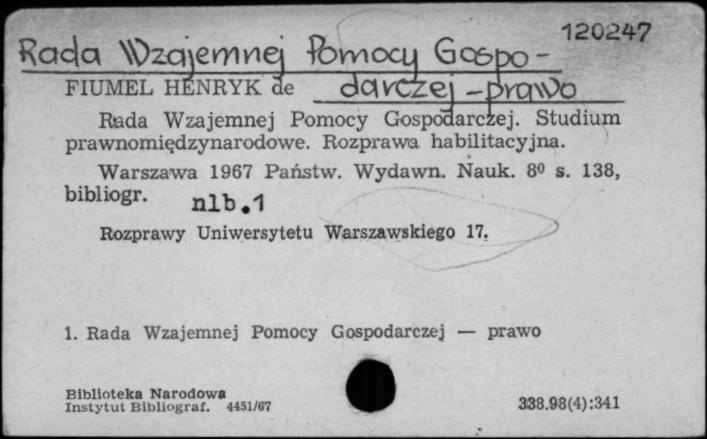 120247
Rada Wzajemnej Pomocy Gospo-
darczej - prawo
FIUMEL HENRYK de
Rada Wzajemnej Pomocy Gospodarczej. Studium
prawnomiędzynarodowe. Rozprawa habilitacyjna.
Warszawa 1967 Państw. Wydawn. Nauk. 8⁰ s. 138,
bibliogr. nlb.1
Rozprawy Uniwersytetu Warszawskiego 17.
1. Rada Wzajemnej Pomocy Gospodarczej — prawo
Biblioteka Narodowa
Instytut Bibliograf. 4451/67
338.98(4):341